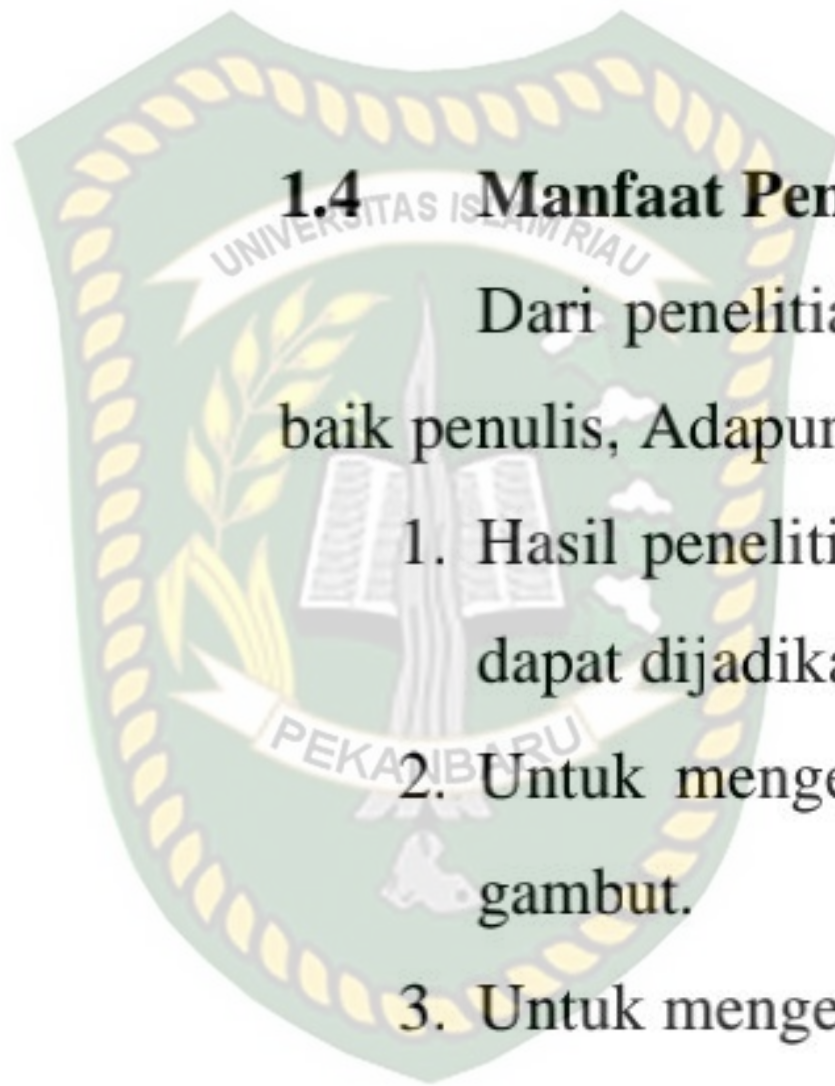 1.4 Manfaat Pen
UNIVERSITAS ISLAM RIAU
Dari penelitia
baik penulis, Adapun
1. Hasil peneliti
dapat dijadika
PEKANBARU
2. Untuk menge
gambut.
3. Untuk menge